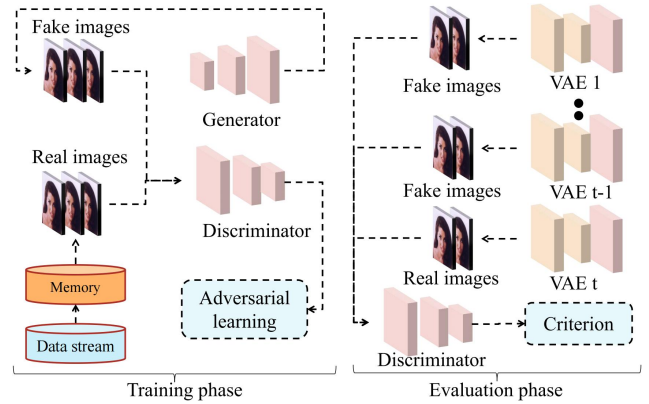 Fake images
Generator
Real images
Discriminator
Memory
Data stream
Adversarial
learning
Training phase
Fake images
VAE 1
Fake images
VAE t-1
Real images
VAE t
Discriminator
Criterion
Evaluation phase